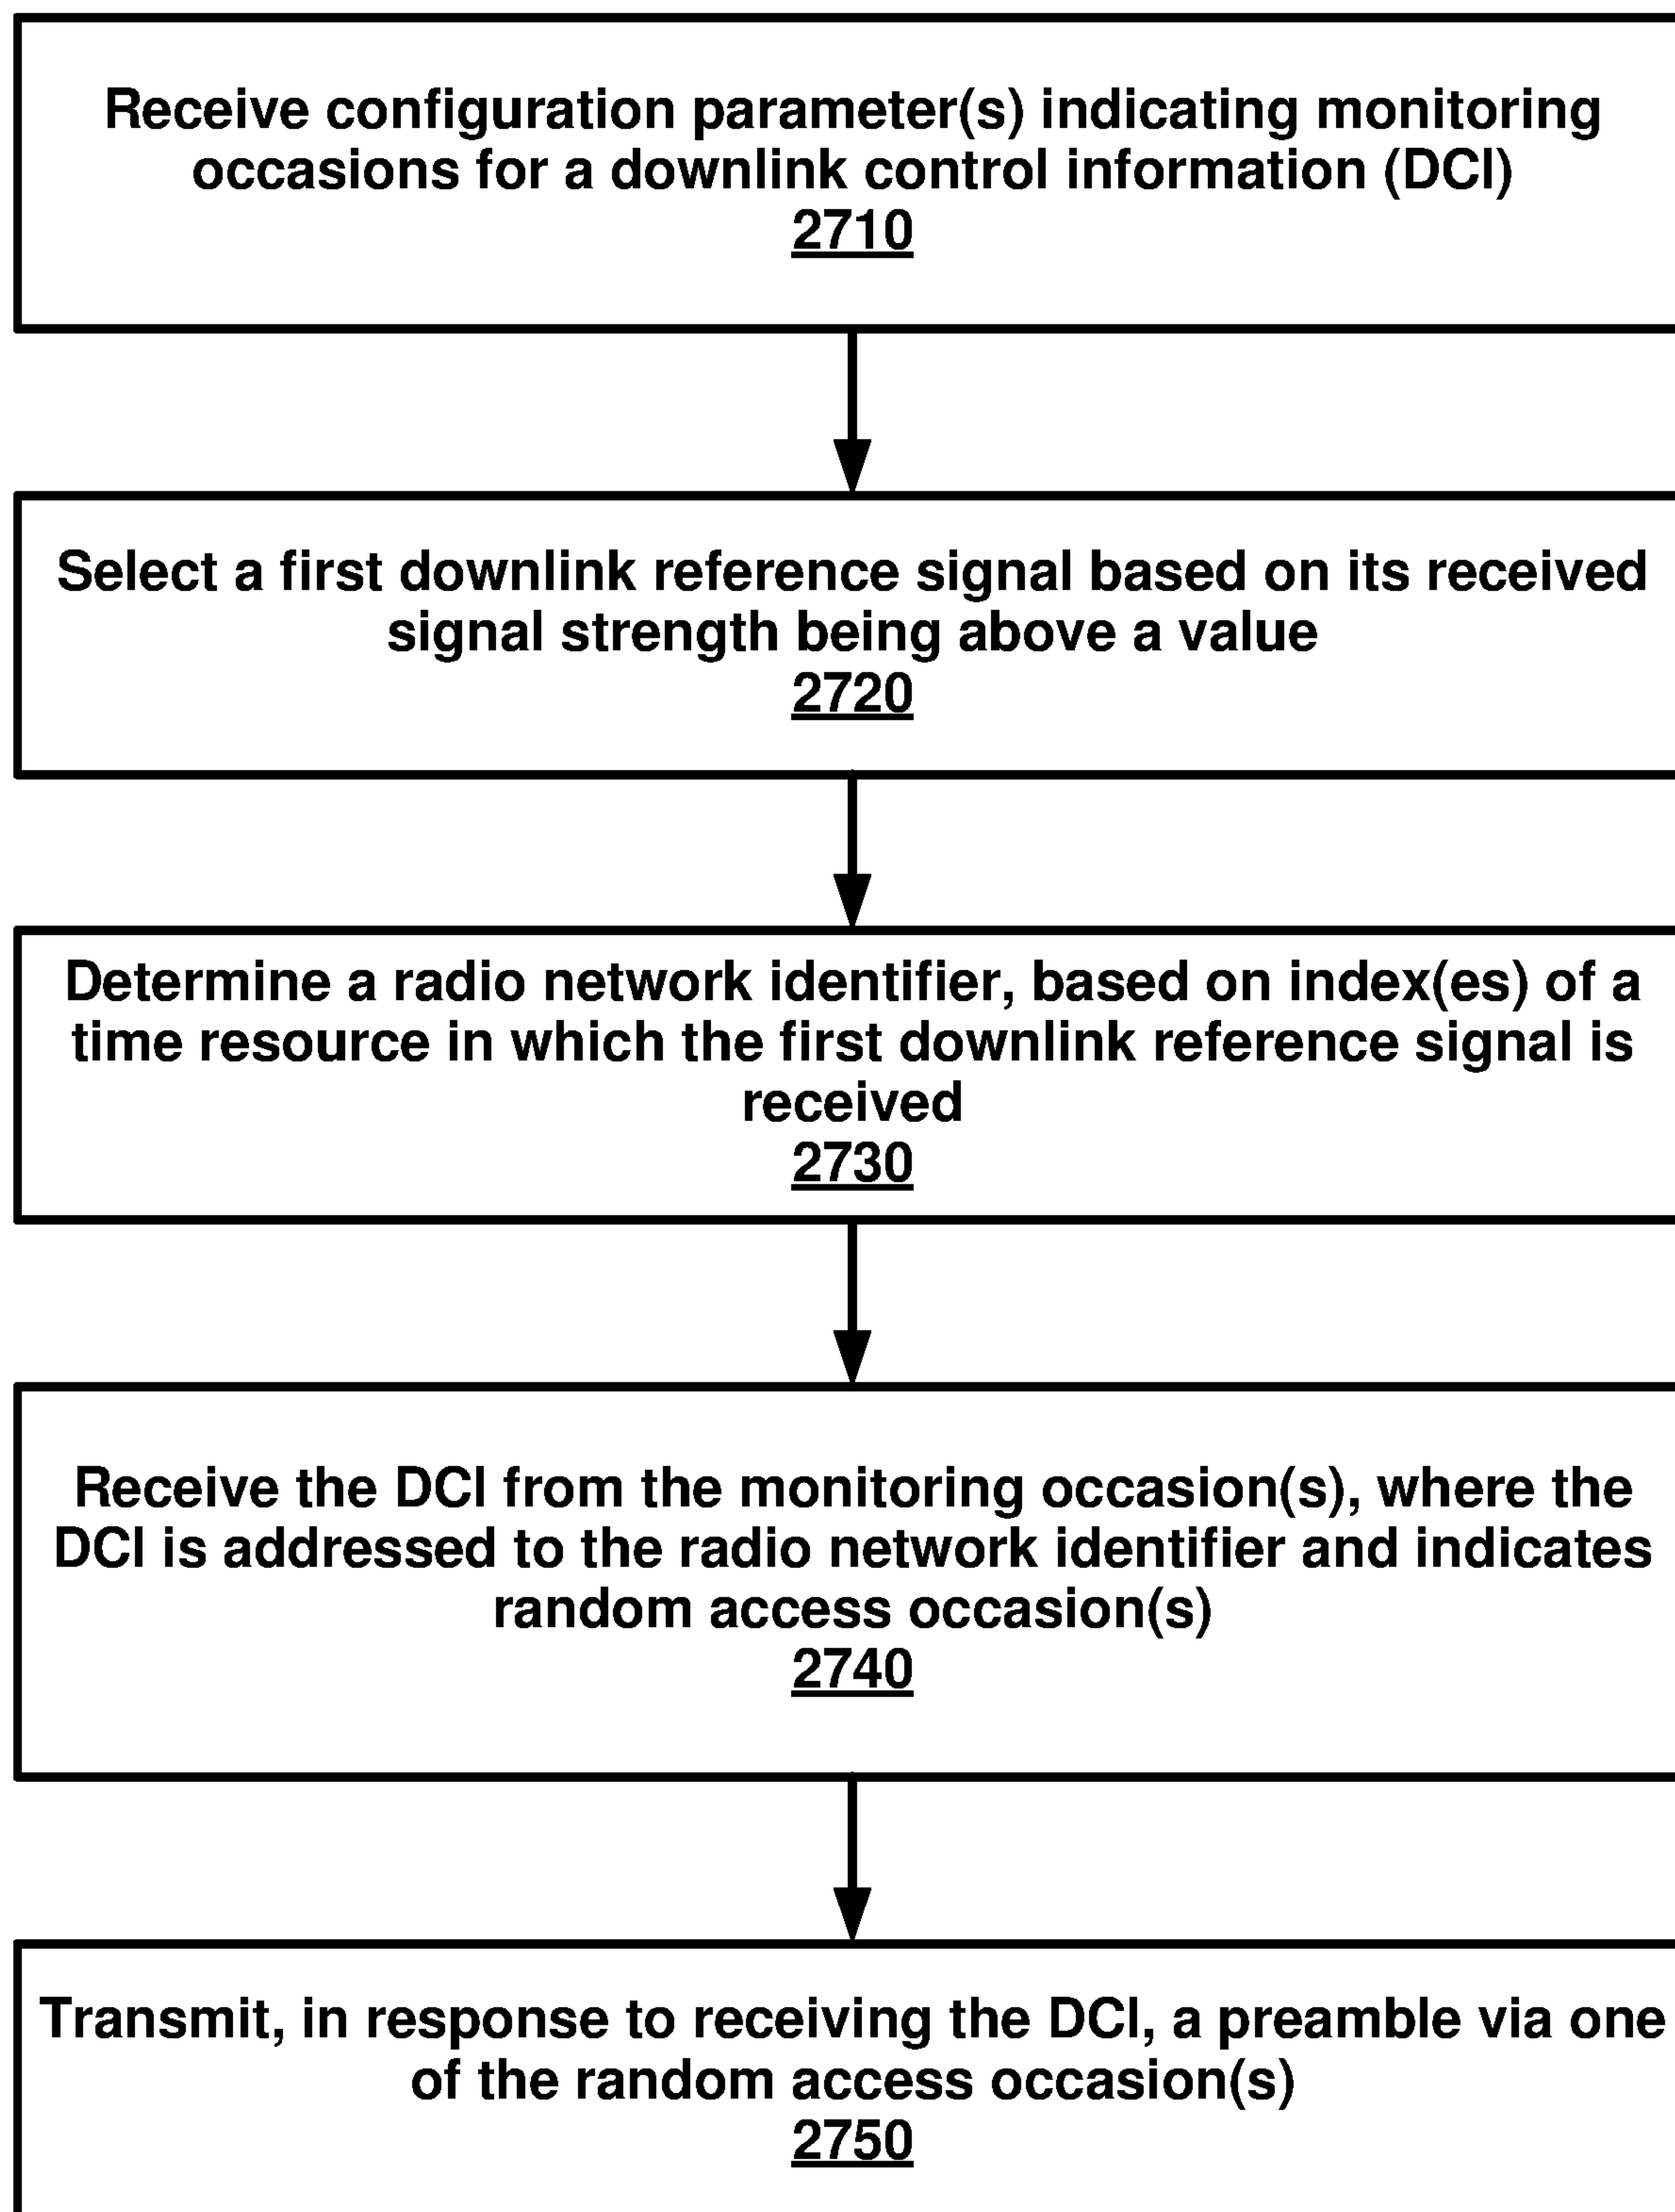 Receive configuration parameter(s) indicating monitoring
occasions for a downlink control information (DCI)
2710
Select a first downlink reference signal based on its received
signal strength being above a value
2720
Determine a radio network identifier, based on index(es) of a
time resource in which the first downlink reference signal is
received
2730
Receive the DCI from the monitoring occasion(s), where the
DCI is addressed to the radio network identifier and indicates
random access occasion(s)
2740
Transmit, in response to receiving the DCI, a preamble via one
of the random access occasion(s)
2750